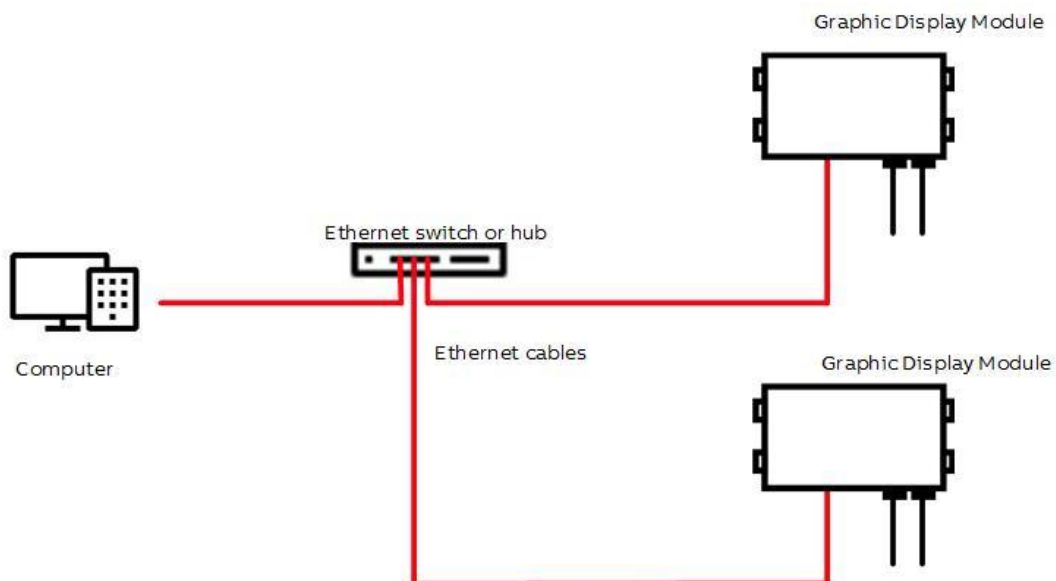 Graphic Display Module
Ethernet switch or hub
Ethernet cables
Computer
Graphic Display Module